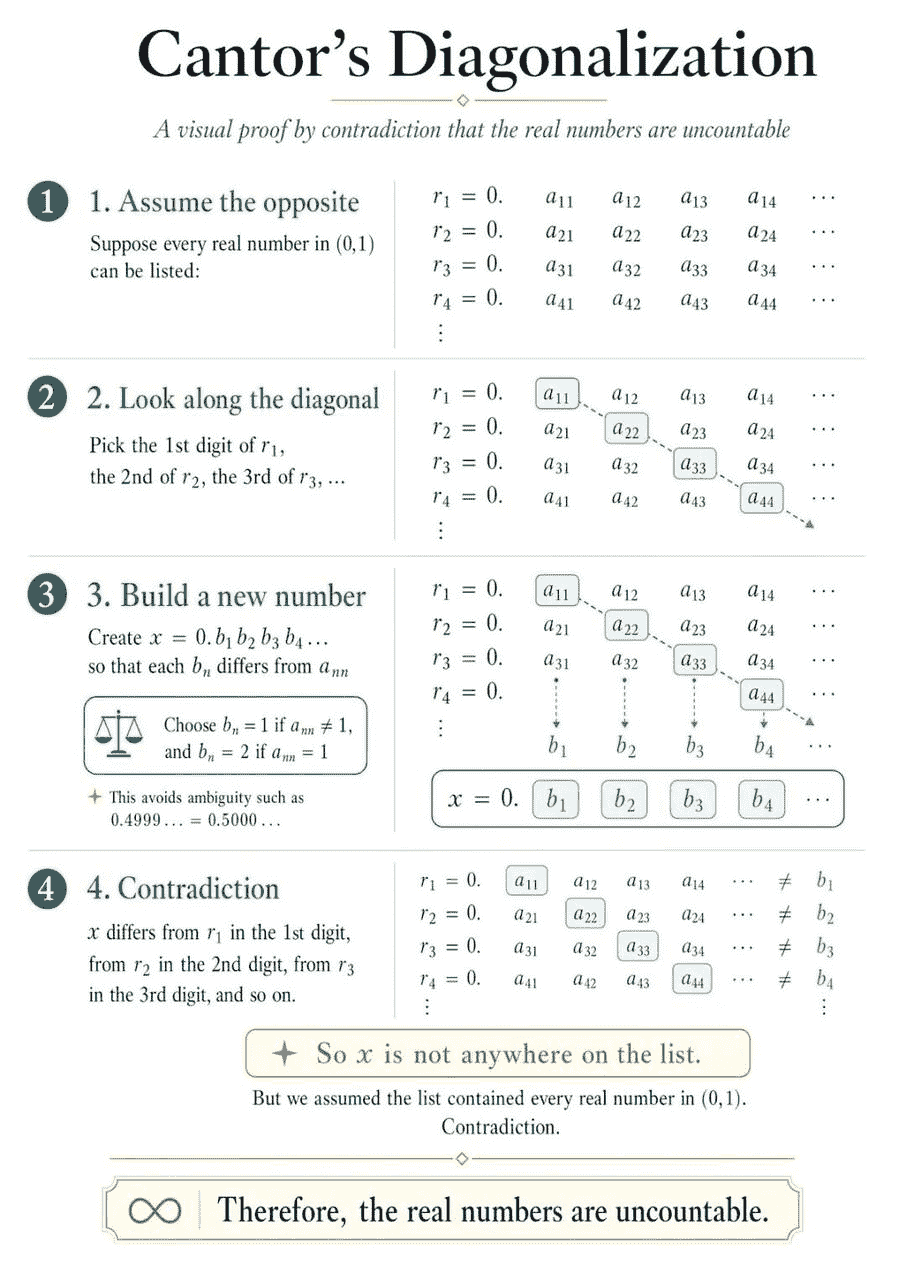 Cantor’s Diagonalization
A visual proof by contradiction that the real numbers are uncountable
1
1. Assume the opposite
Suppose every real number in (0,1)
can be listed:
r₁ = 0. a₁₁ a₁₂ a₁₃ a₁₄ ⋯
r₂ = 0. a₂₁ a₂₂ a₂₃ a₂₄ ⋯
r₃ = 0. a₃₁ a₃₂ a₃₃ a₃₄ ⋯
r₄ = 0. a₄₁ a₄₂ a₄₃ a₄₄ ⋯
⋮
2
2. Look along the diagonal
Pick the 1st digit of r₁,
the 2nd of r₂, the 3rd of r₃, …
r₁ = 0. a₁₁ a₁₂ a₁₃ a₁₄ ⋯
r₂ = 0. a₂₁ a₂₂ a₂₃ a₂₄ ⋯
r₃ = 0. a₃₁ a₃₂ a₃₃ a₃₄ ⋯
r₄ = 0. a₄₁ a₄₂ a₄₃ a₄₄ ⋯
⋮
3
3. Build a new number
Create x = 0. b₁ b₂ b₃ b₄ …
so that each bₙ differs from aₙₙ
Choose bₙ = 1 if aₙₙ ≠ 1,
and bₙ = 2 if aₙₙ = 1
This avoids ambiguity such as
0.4999 … = 0.5000 …
r₁ = 0. a₁₁ a₁₂ a₁₃ a₁₄ ⋯
r₂ = 0. a₂₁ a₂₂ a₂₃ a₂₄ ⋯
r₃ = 0. a₃₁ a₃₂ a₃₃ a₃₄ ⋯
r₄ = 0. a₄₄ ⋯
⋮
b₁ b₂ b₃ b₄ ⋯
x = 0. b₁ b₂ b₃ b₄ ⋯
4
4. Contradiction
x differs from r₁ in the 1st digit,
from r₂ in the 2nd digit, from r₃
in the 3rd digit, and so on.
r₁ = 0. a₁₁ a₁₂ a₁₃ a₁₄ ⋯ ≠ b₁
r₂ = 0. a₂₁ a₂₂ a₂₃ a₂₄ ⋯ ≠ b₂
r₃ = 0. a₃₁ a₃₂ a₃₃ a₃₄ ⋯ ≠ b₃
r₄ = 0. a₄₁ a₄₂ a₄₃ a₄₄ ⋯ ≠ b₄
⋮ ⋮
So x is not anywhere on the list.
But we assumed the list contained every real number in (0,1).
Contradiction.
∞ Therefore, the real numbers are uncountable.